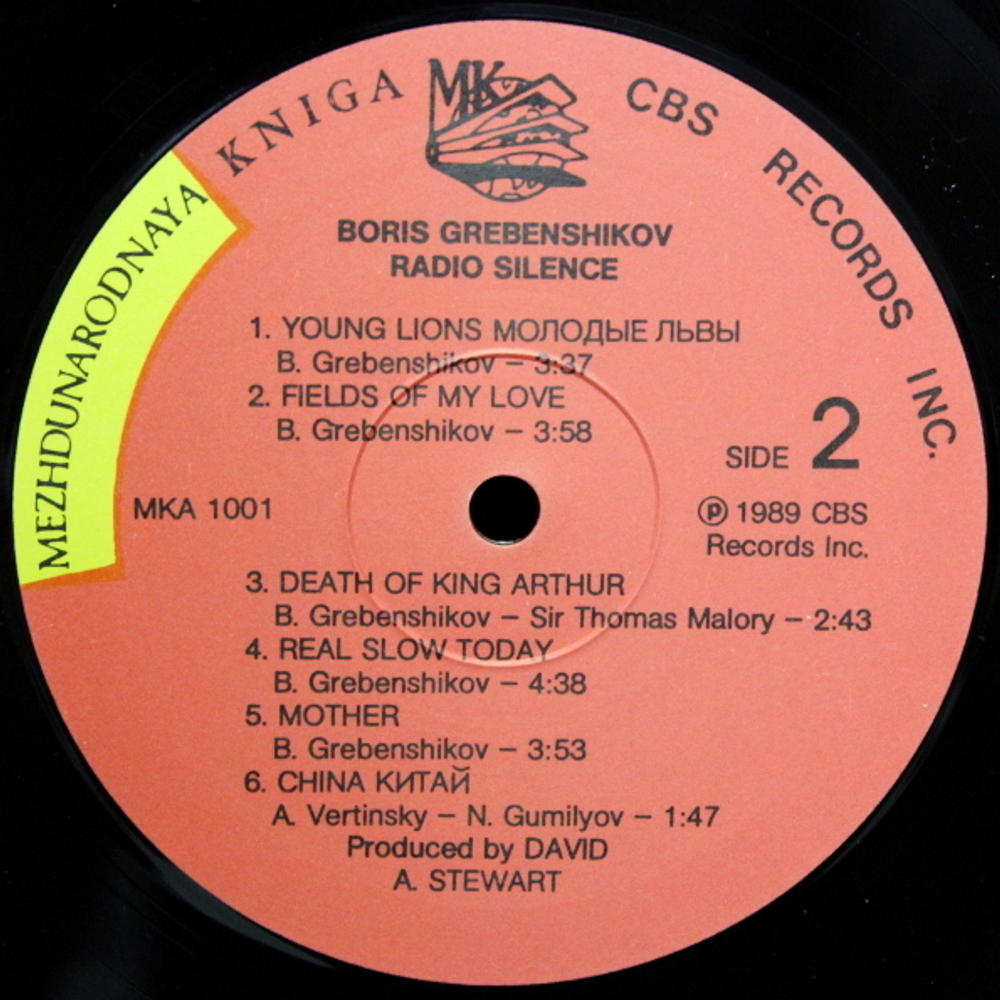 MEZHDUNARODNAYA KNIGA
MK
CBS RECORDS INC.
BORIS GREBENSHIKOV
RADIO SILENCE
1. YOUNG LIONS МОЛОДЫЕ ЛЬВЫ
B. Grebenshikov – 3:37
2. FIELDS OF MY LOVE
B. Grebenshikov – 3:58
SIDE 2
MKA 1001
℗ 1989 CBS
Records Inc.
3. DEATH OF KING ARTHUR
B. Grebenshikov – Sir Thomas Malory – 2:43
4. REAL SLOW TODAY
B. Grebenshikov – 4:38
5. MOTHER
B. Grebenshikov – 3:53
6. CHINA КИТАЙ
A. Vertinsky – N. Gumilyov – 1:47
Produced by DAVID
A. STEWART